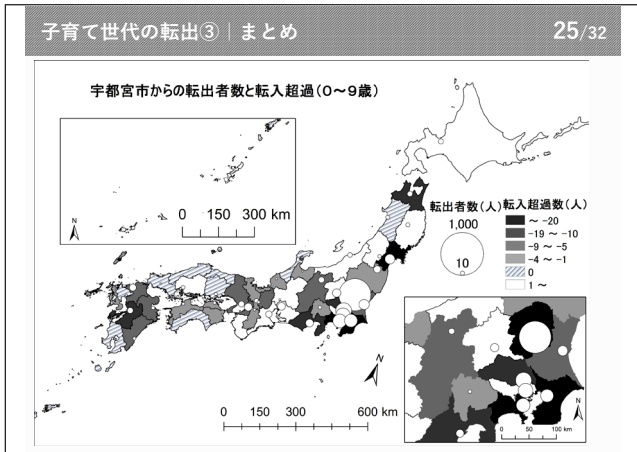 子育て世代の転出③｜まとめ
25/32
宇都宮市からの転出者数と転入超過（０～９歳）
N
0 150 300 km
転出者数（人）
1,000
10
転入超過数（人）
～ -20
-19 ～ -10
-9 ～ -5
-4 ～ -1
0
1 ～
N
0 150 300 600 km
N
0 50 100 km